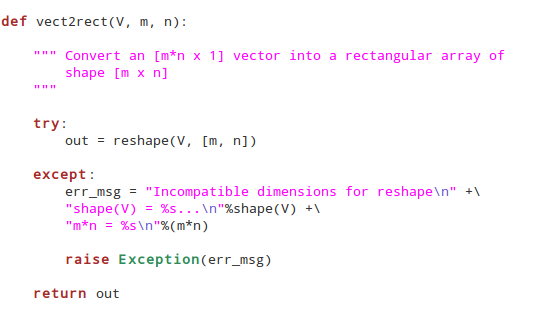 def vect2rect(V, m, n):
""" Convert an [m*n x 1] vector into a rectangular array of
shape [m x n]
"""
try:
out = reshape(V, [m, n])
except:
err_msg = "Incompatible dimensions for reshape\n" +\
"shape(V) = %s...\n"%shape(V) +\
"m*n = %s\n"%(m*n)
raise Exception(err_msg)
return out